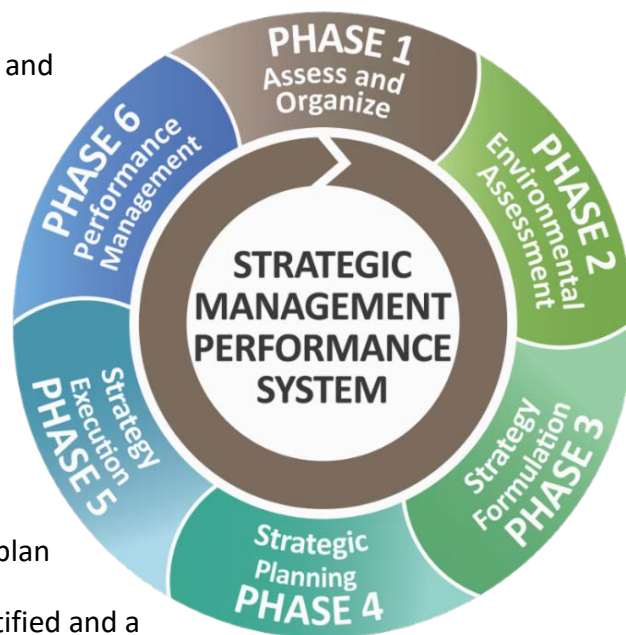 and
PHASE 1
Assess and
Organize
PHASE 2
Environmental
Assessment
PHASE 3
Strategy
Formulation
PHASE 4
Strategic
Planning
PHASE 5
Strategy
Execution
PHASE 6
Performance
Management
STRATEGIC
MANAGEMENT
PERFORMANCE
SYSTEM
plan
and a